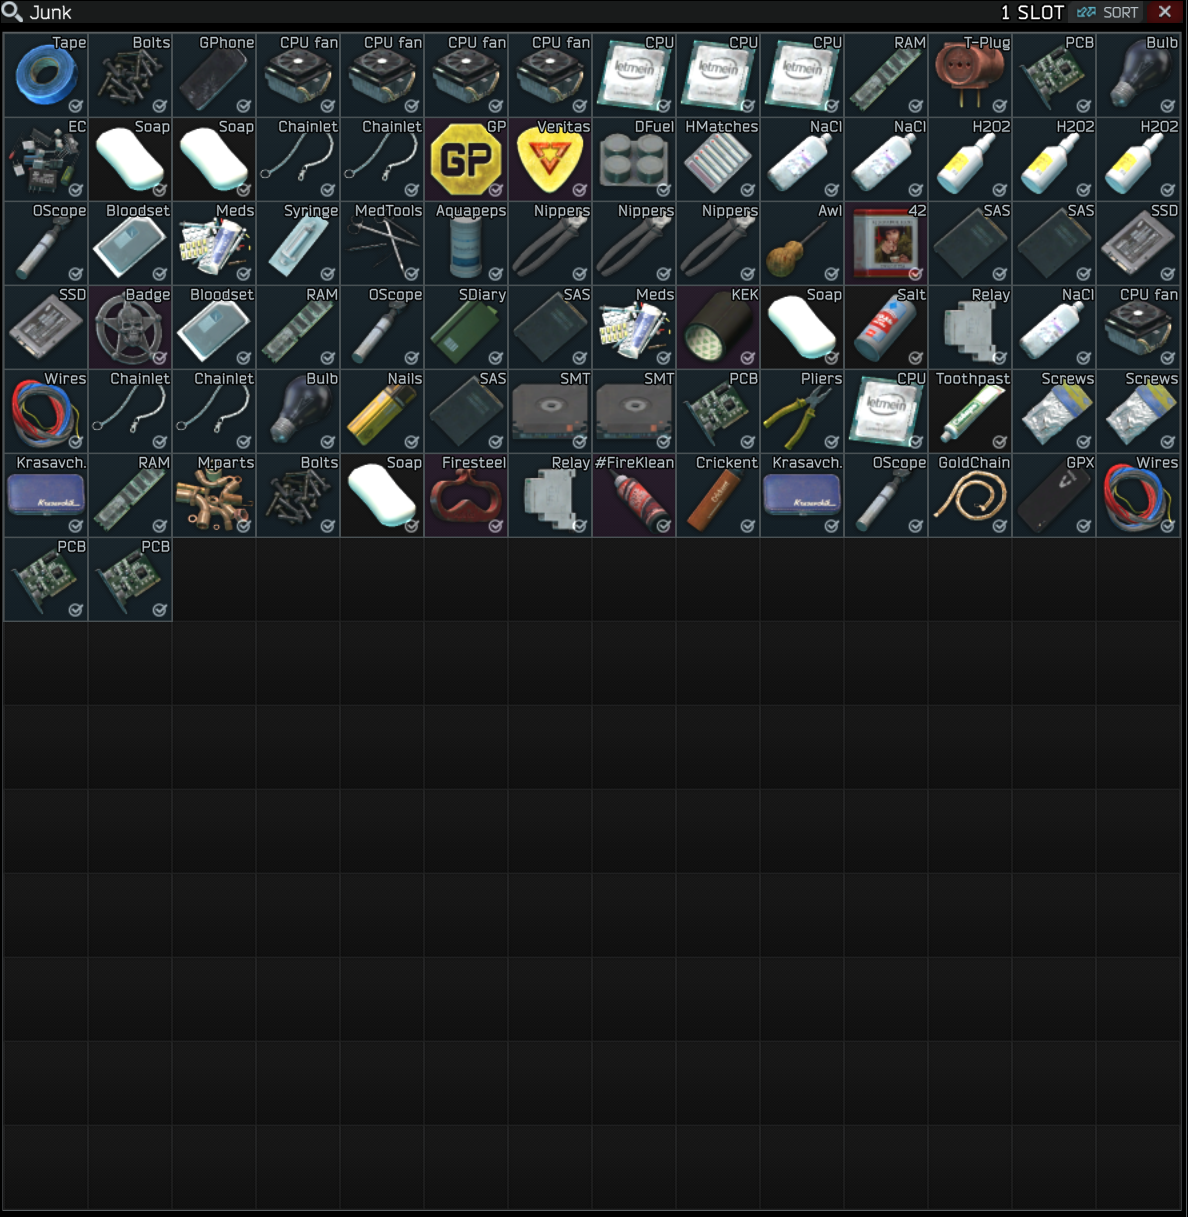 Junk 1 SLOT SORT
Tape Bolts GPhone CPU fan CPU fan CPU fan CPU fan CPU CPU CPU RAM T-Plug PCB Bulb
letmein letmein letmein
EC Soap Soap Chainlet Chainlet GP Veritas DFuel HMatches NaCl NaCl H2O2 H2O2 H2O2
GP
OScope Bloodset Meds Syringe MedTools Aquapeps Nippers Nippers Nippers Awl 42 SAS SAS SSD
SSD Badge Bloodset RAM OScope SDiary SAS Meds KEK Soap Salt Relay NaCl CPU fan
Wires Chainlet Chainlet Bulb Nails SAS SMT SMT PCB Pliers CPU Toothpast Screws Screws
letmein
Krasavch. RAM M.parts Bolts Soap Firesteel Relay #FireKlean Crickent Krasavch. OScope GoldChain GPX Wires
PCB PCB